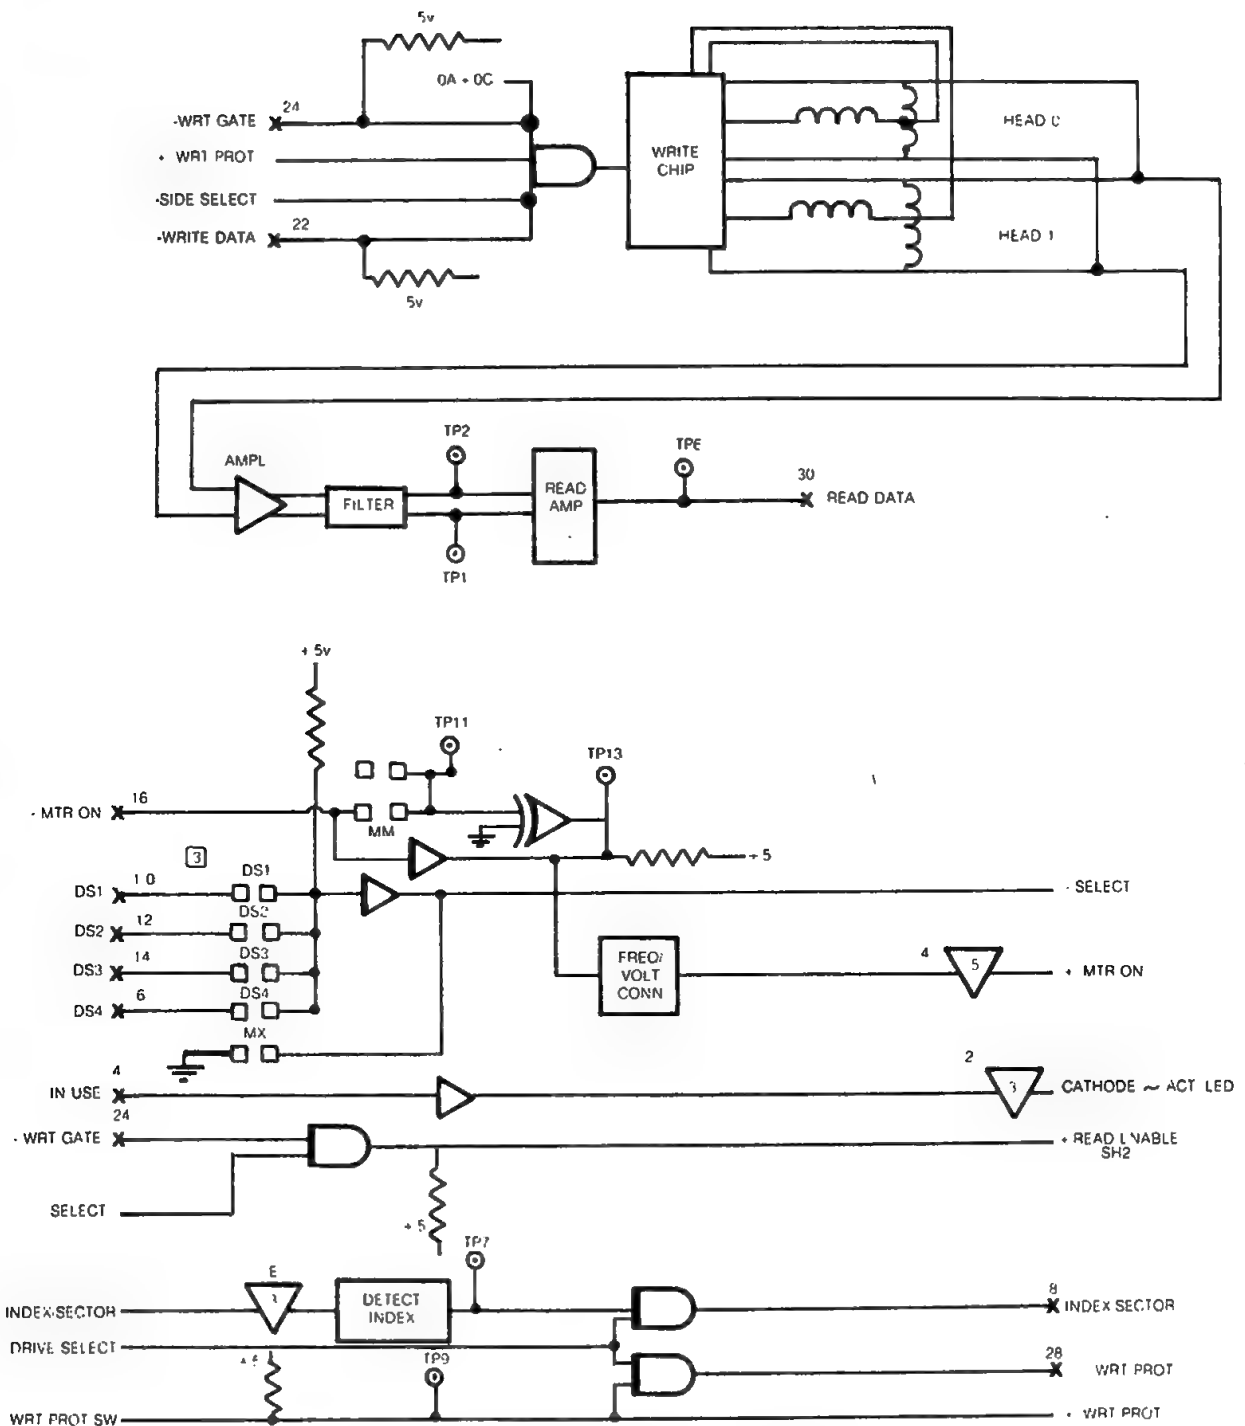 5v
0A + 0C
24
-WRT GATE
+ WRT PROT
-SIDE SELECT
22
-WRITE DATA
5v
WRITE
CHIP
HEAD 0
HEAD 1
AMPL
FILTER
TP2
TP1
READ
AMP
30
READ DATA
+ 5v
TP11
TP13
- MTR ON
16
MM
+ 5
3
DS1
10
DS1
- SELECT
DS2
12
DS2
DS3
14
DS3
DS4
6
DS4
MX
FREQ/
VOLT
CONN
4
5
+ MTR ON
4
IN USE
2
3
CATHODE ~ ACT LED
24
- WRT GATE
+ READ
SH2
SELECT
+ 5
TP7
E
INDEX-SECTOR
DETECT
INDEX
8
INDEX SECTOR
DRIVE SELECT
TP9
28
WRT PROT
WRT PROT SW
WRT PROT